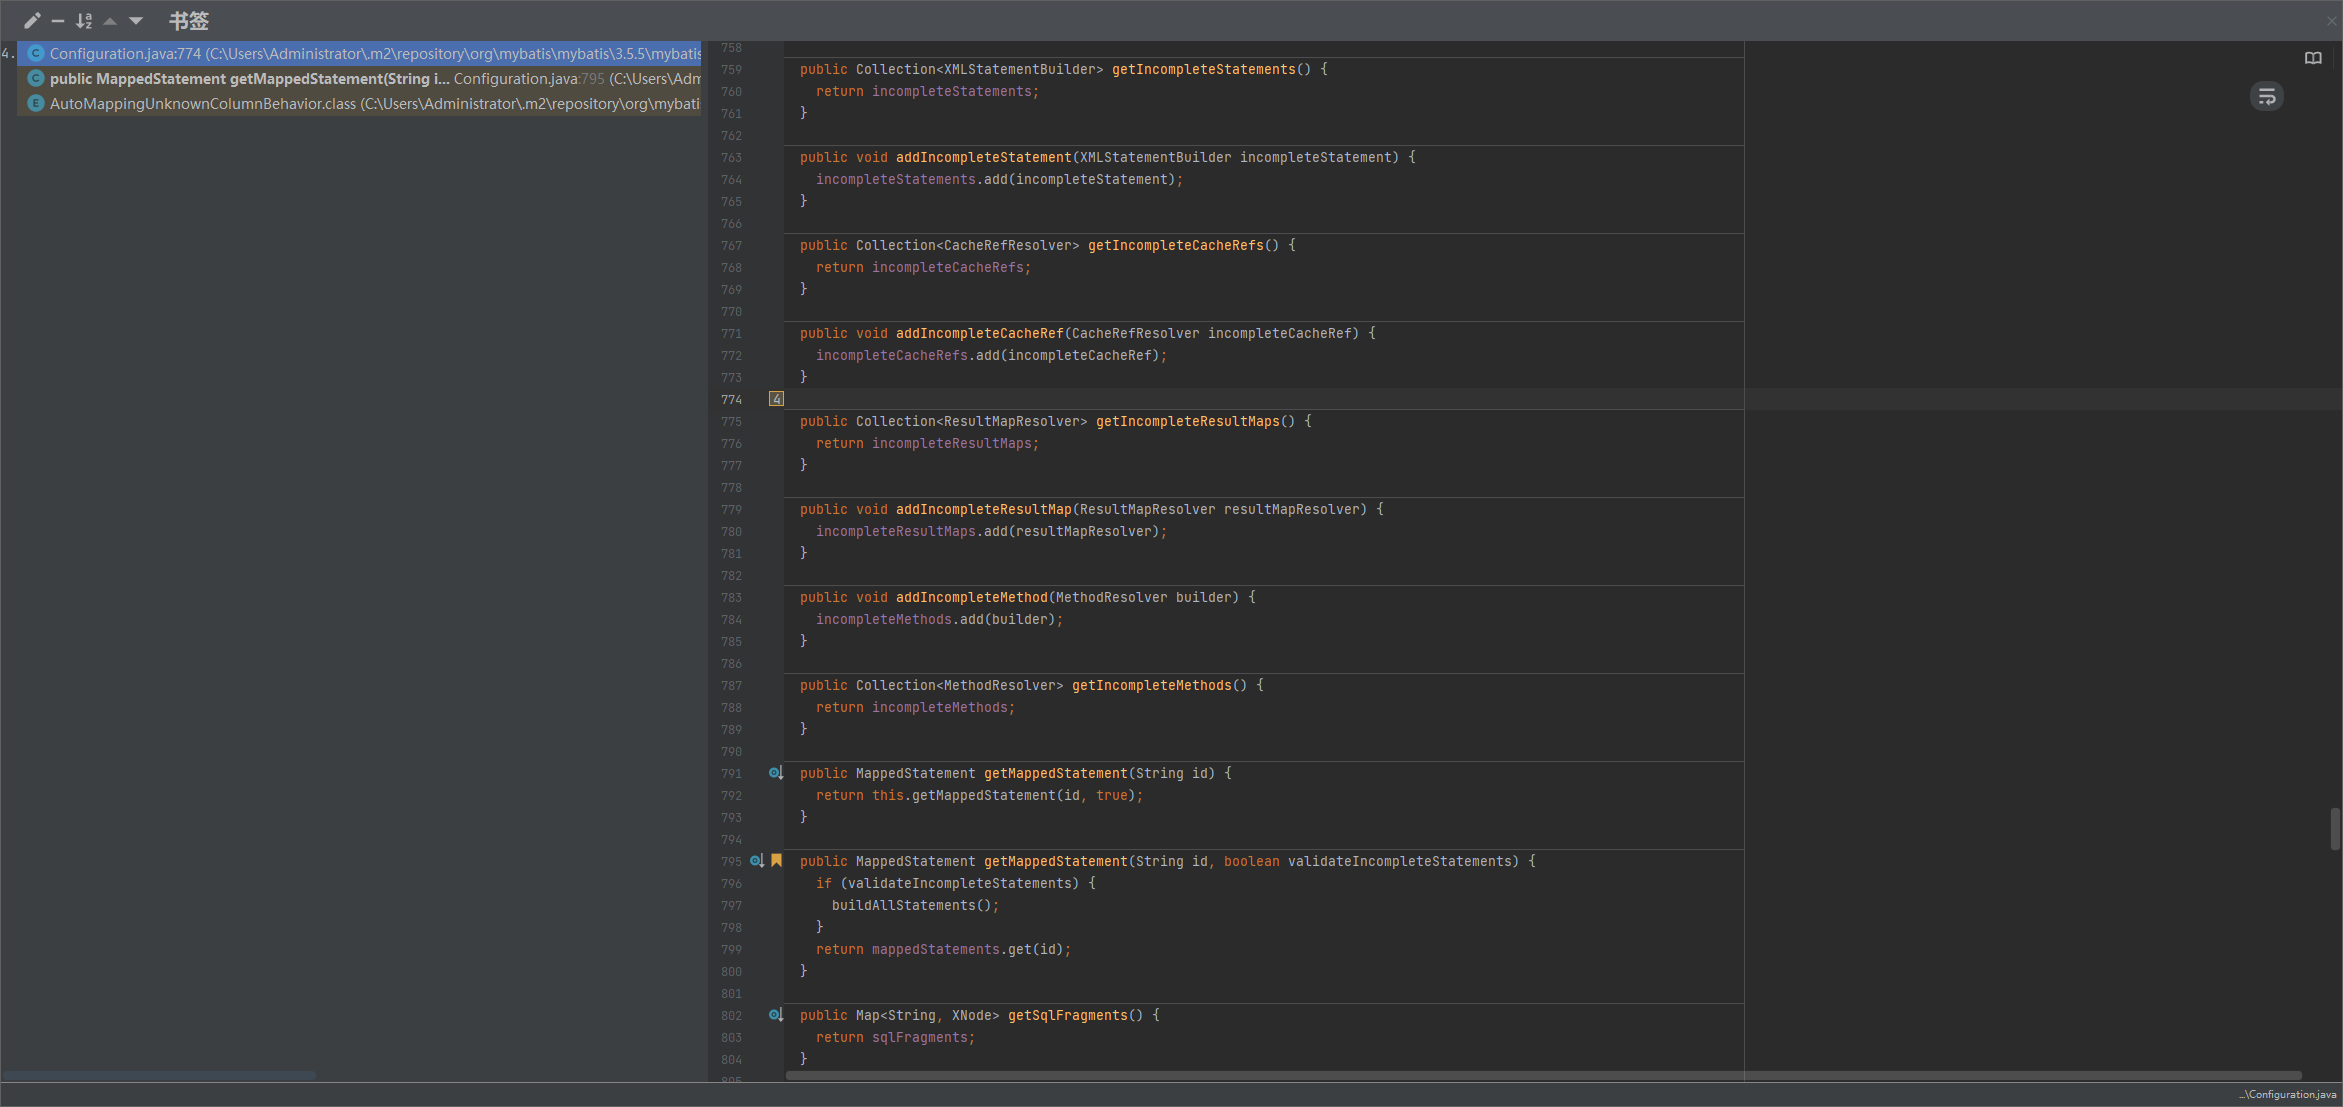 书签
4. Configuration.java:774 (C:\Users\Administrator\.m2\repository\org\mybatis\mybatis\3.5.5\mybatis
public MappedStatement getMappedStatement(String i... Configuration.java:795 (C:\Users\Adm
AutoMappingUnknownColumnBehavior.class (C:\Users\Administrator\.m2\repository\org\mybati
758
759 public Collection<XMLStatementBuilder> getIncompleteStatements() {
760 return incompleteStatements;
761 }
762
763 public void addIncompleteStatement(XMLStatementBuilder incompleteStatement) {
764 incompleteStatements.add(incompleteStatement);
765 }
766
767 public Collection<CacheRefResolver> getIncompleteCacheRefs() {
768 return incompleteCacheRefs;
769 }
770
771 public void addIncompleteCacheRef(CacheRefResolver incompleteCacheRef) {
772 incompleteCacheRefs.add(incompleteCacheRef);
773 }
774 4
775 public Collection<ResultMapResolver> getIncompleteResultMaps() {
776 return incompleteResultMaps;
777 }
778
779 public void addIncompleteResultMap(ResultMapResolver resultMapResolver) {
780 incompleteResultMaps.add(resultMapResolver);
781 }
782
783 public void addIncompleteMethod(MethodResolver builder) {
784 incompleteMethods.add(builder);
785 }
786
787 public Collection<MethodResolver> getIncompleteMethods() {
788 return incompleteMethods;
789 }
790
791 public MappedStatement getMappedStatement(String id) {
792 return this.getMappedStatement(id, true);
793 }
794
795 public MappedStatement getMappedStatement(String id, boolean validateIncompleteStatements) {
796 if (validateIncompleteStatements) {
797 buildAllStatements();
798 }
799 return mappedStatements.get(id);
800 }
801
802 public Map<String, XNode> getSqlFragments() {
803 return sqlFragments;
804 }
805
...\Configuration.java